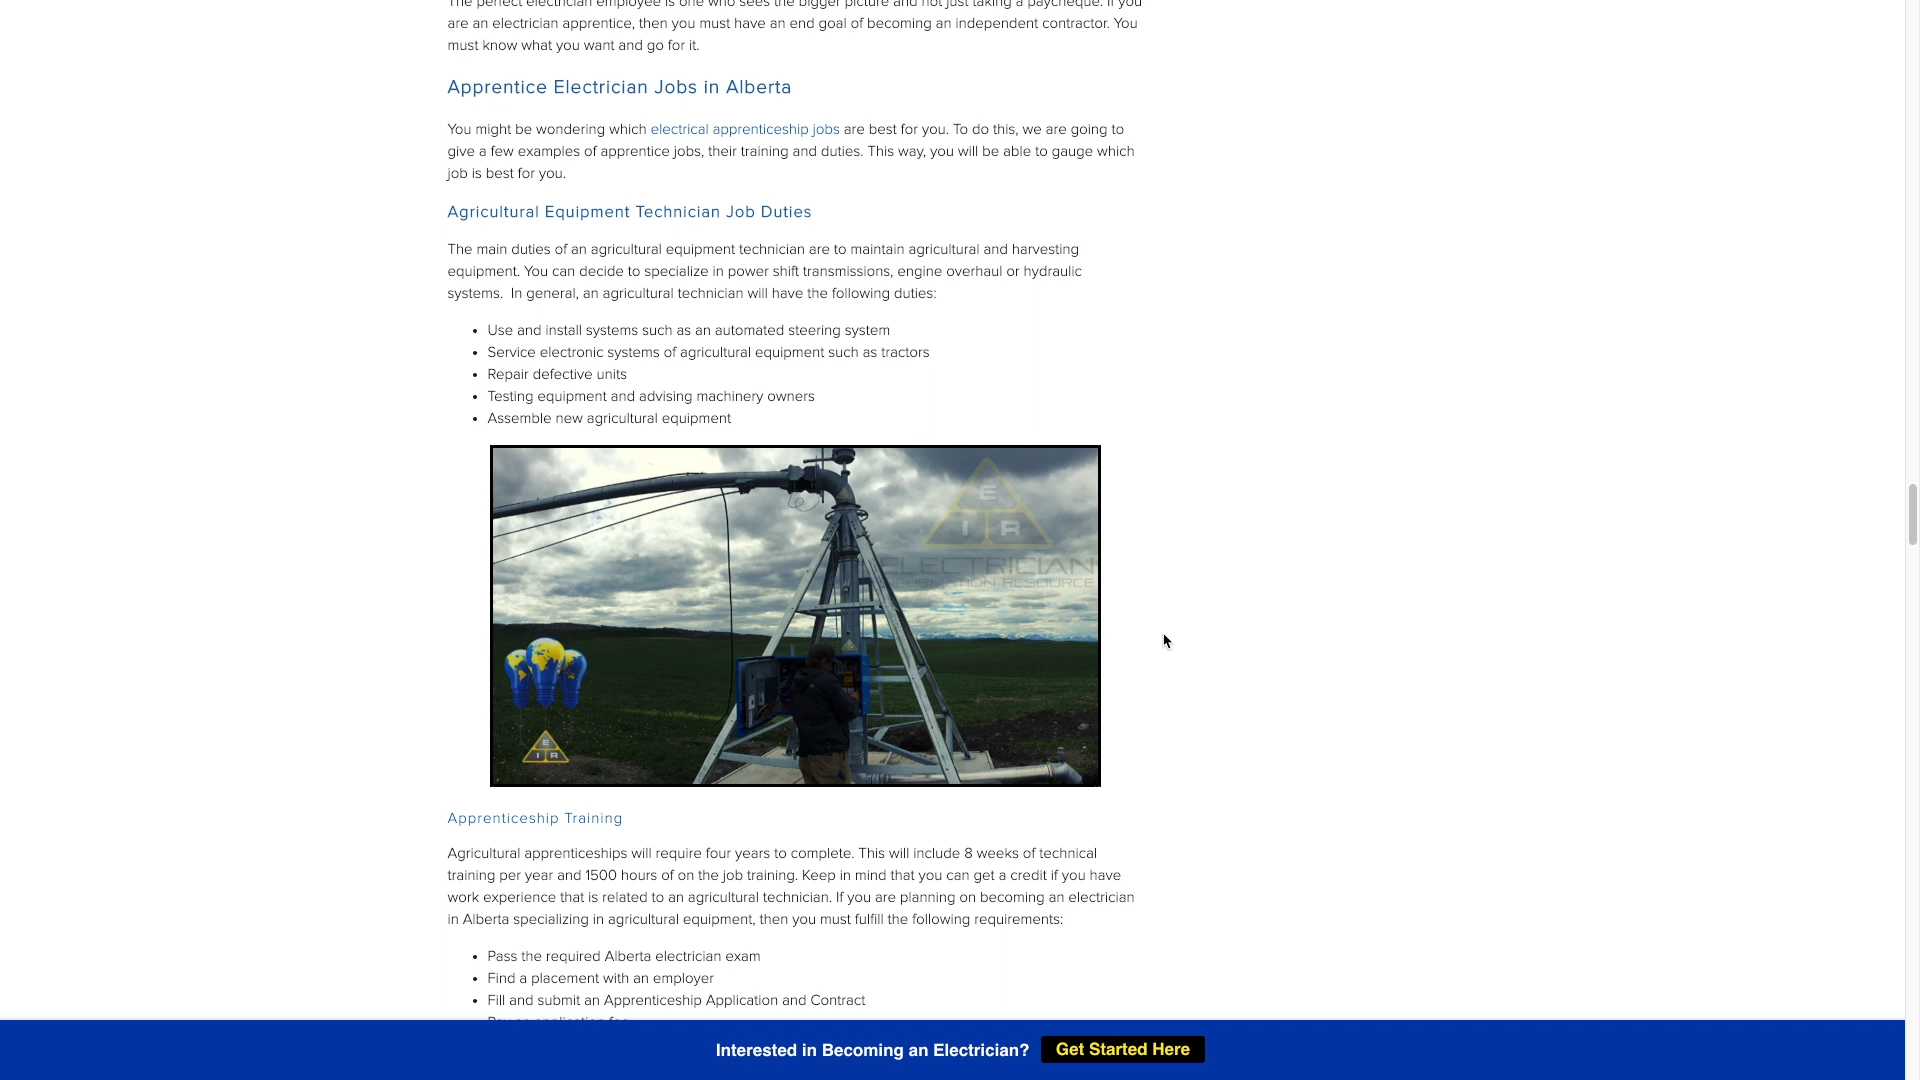 The perfect electrician employee is one who sees the bigger picture and not just taking a paycheque. If you
are an electrician apprentice, then you must have an end goal of becoming an independent contractor. You
must know what you want and go for it.
Apprentice Electrician Jobs in Alberta
You might be wondering which electrical apprenticeship jobs are best for you. To do this, we are going to
give a few examples of apprentice jobs, their training and duties. This way, you will be able to gauge which
job is best for you.
Agricultural Equipment Technician Job Duties
The main duties of an agricultural equipment technician are to maintain agricultural and harvesting
equipment. You can decide to specialize in power shift transmissions, engine overhaul or hydraulic
systems.  In general, an agricultural technician will have the following duties:
• Use and install systems such as an automated steering system
• Service electronic systems of agricultural equipment such as tractors
• Repair defective units
• Testing equipment and advising machinery owners
• Assemble new agricultural equipment
E
I R
ELECTRICIAN
RESOURCE
E
I R
Apprenticeship Training
Agricultural apprenticeships will require four years to complete. This will include 8 weeks of technical
training per year and 1500 hours of on the job training. Keep in mind that you can get a credit if you have
work experience that is related to an agricultural technician. If you are planning on becoming an electrician
in Alberta specializing in agricultural equipment, then you must fulfill the following requirements:
• Pass the required Alberta electrician exam
• Find a placement with an employer
• Fill and submit an Apprenticeship Application and Contract
Interested in Becoming an Electrician? Get Started Here